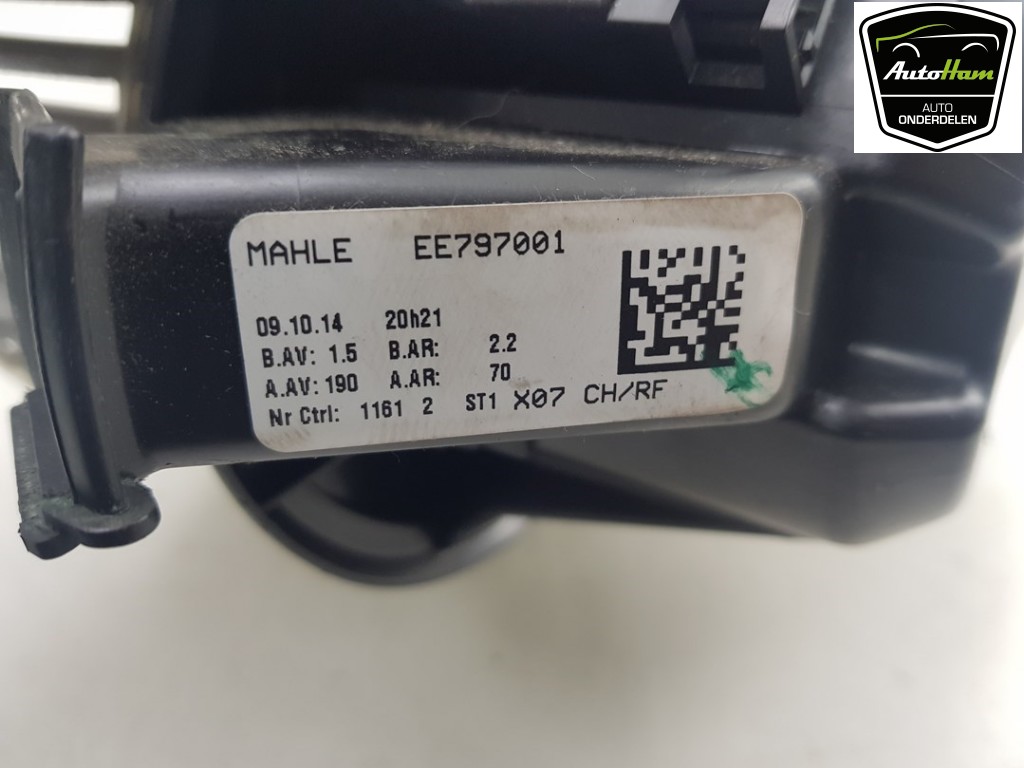 AutoHam
AUTO
ONDERDELEN
MAHLE EE797001
09.10.14 20h21
B.AV: 1.5 B.AR: 2.2
A.AV: 190 A.AR: 70
Nr Ctrl: 1161 2 ST1 X07 CH/RF